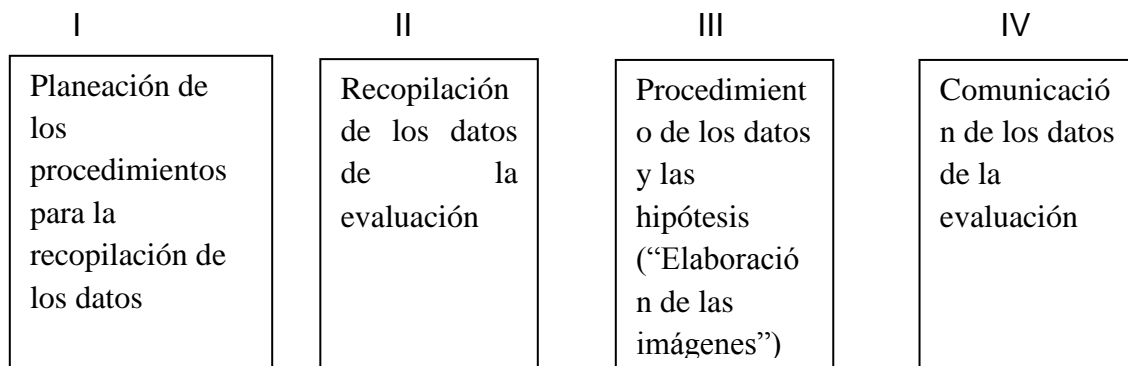 I
II
III
IV
Planeación de
los
procedimientos
para la
recopilación de
los datos
Recopilación
de los datos
de la
evaluación
Procedimient
o de los datos
y las
hipótesis
(“Elaboració
n de las
imágenes”)
Comunicació
n de los datos
de la
evaluación